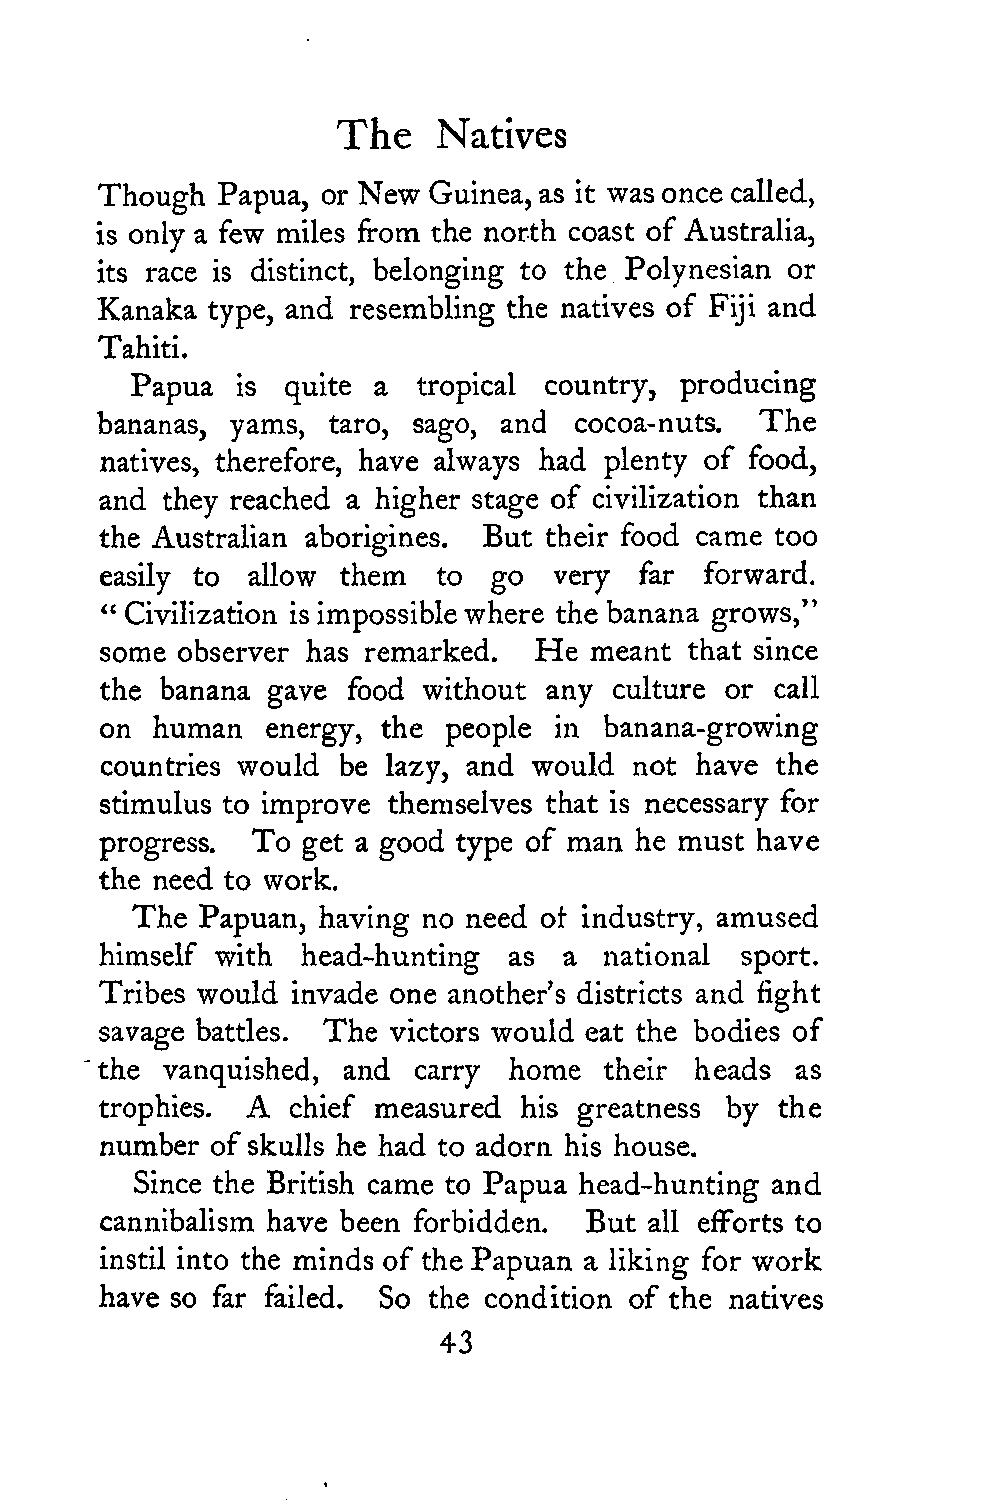 The Natives
Though Papua, or New Guinea, as it was once called,
is only a few miles from the north coast of Australia,
its race is distinct, belonging to the Polynesian or
Kanaka type, and resembling the natives of Fiji and
Tahiti.
Papua is quite a tropical country, producing
bananas, yams, taro, sago, and cocoa-nuts. The
natives, therefore, have always had plenty of food,
and they reached a higher stage of civilization than
the Australian aborigines. But their food came too
easily to allow them to go very far forward.
“ Civilization is impossible where the banana grows,”
some observer has remarked. He meant that since
the banana gave food without any culture or call
on human energy, the people in banana-growing
countries would be lazy, and would not have the
stimulus to improve themselves that is necessary for
progress. To get a good type of man he must have
the need to work.
The Papuan, having no need of industry, amused
himself with head-hunting as a national sport.
Tribes would invade one another's districts and fight
savage battles. The victors would eat the bodies of
the vanquished, and carry home their heads as
trophies. A chief measured his greatness by the
number of skulls he had to adorn his house.
Since the British came to Papua head-hunting and
cannibalism have been forbidden. But all efforts to
instil into the minds of the Papuan a liking for work
have so far failed. So the condition of the natives
43